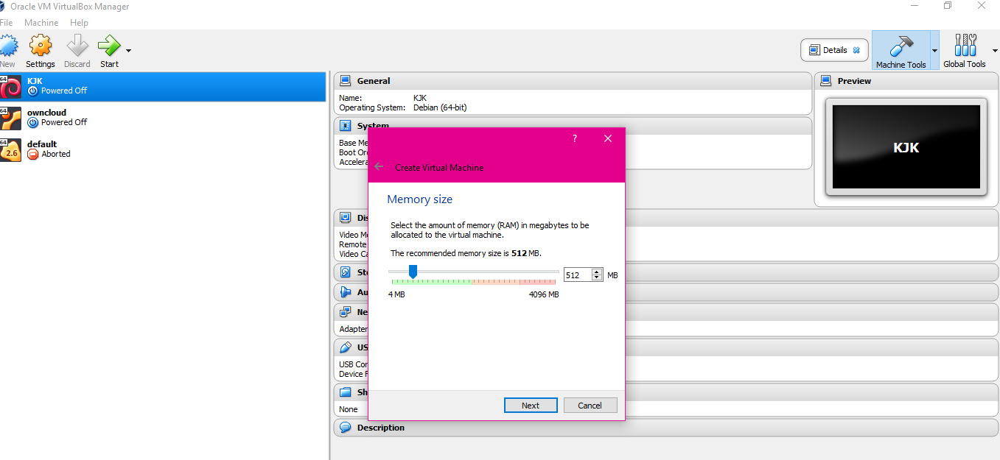 Oracle VM VirtualBox Manager
File Machine Help
New Settings Discard Start
Details Machine Tools Global Tools
64 KJK
Powered Off
64 owncloud
Powered Off
64 default
2.6 Aborted
General
Name: KJK
Operating System: Debian (64-bit)
System
Base Me
Boot Ord
Accelera
Preview
KJK
Dis
Video Me
Remote
Video Ca
Sto
Au
Ne
Adapter
US
USB Con
Device F
Sh
None
Description
?
Create Virtual Machine
Memory size
Select the amount of memory (RAM) in megabytes to be
allocated to the virtual machine.
The recommended memory size is 512 MB.
512 MB
4 MB 4096 MB
Next Cancel